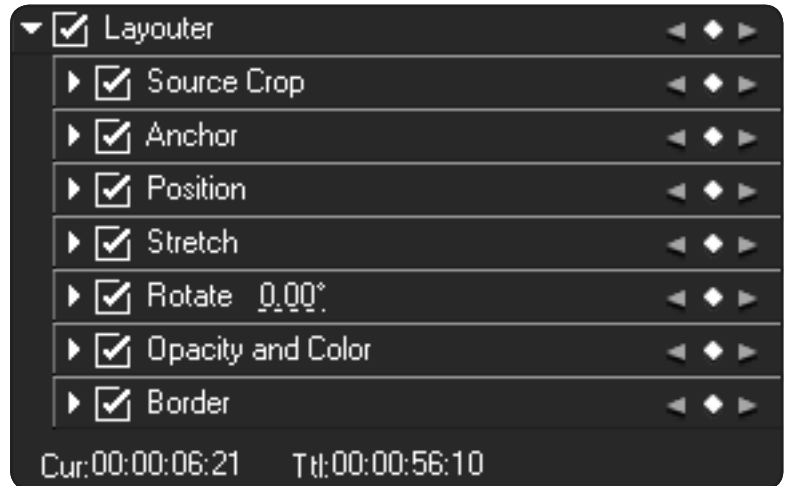 Layouter
Source Crop
Anchor
Position
Stretch
Rotate 0.00°
Opacity and Color
Border
Cur:00:00:06:21 Ttl:00:00:56:10